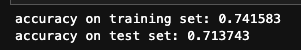 accuracy on training set: 0.741583
accuracy on test set: 0.713743